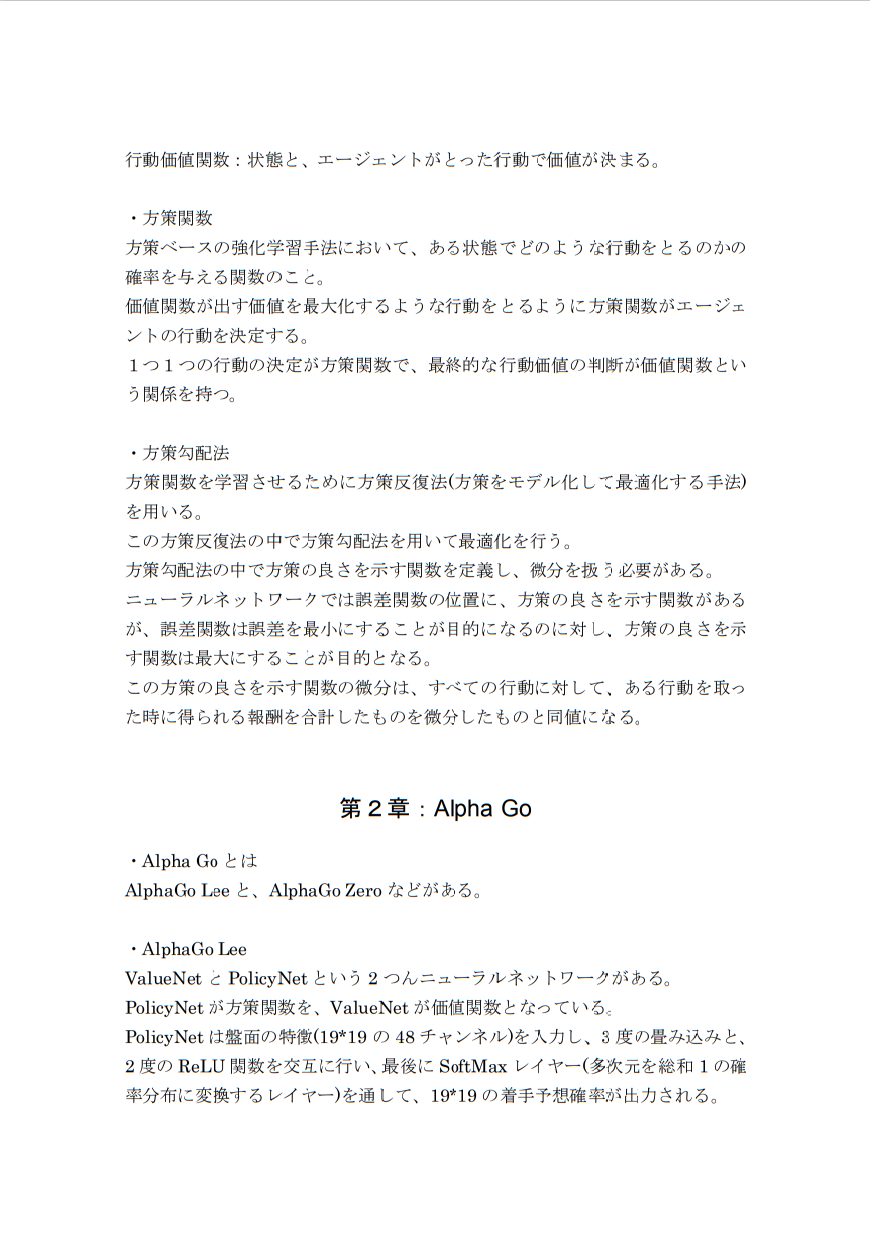 行動価値関数：状態と、エージェントがとった行動で価値が決まる。
・方策関数
方策ベースの強化学習手法において、ある状態でどのような行動をとるのかの
確率を与える関数のこと。
価値関数が出す価値を最大化するような行動をとるように方策関数がエージェ
ントの行動を決定する。
１つ１つの行動の決定が方策関数で、最終的な行動価値の判断が価値関数とい
う関係を持つ。
・方策勾配法
方策関数を学習させるために方策反復法(方策をモデル化して最適化する手法)
を用いる。
この方策反復法の中で方策勾配法を用いて最適化を行う。
方策勾配法の中で方策の良さを示す関数を定義し、微分を扱う必要がある。
ニューラルネットワークでは誤差関数の位置に、方策の良さを示す関数がある
が、誤差関数は誤差を最小にすることが目的になるのに対し、方策の良さを示
す関数は最大にすることが目的となる。
この方策の良さを示す関数の微分は、すべての行動に対して、ある行動を取っ
た時に得られる報酬を合計したものを微分したものと同値になる。
第２章：Alpha Go
・Alpha Go とは
AlphaGo Lee と、AlphaGo Zero などがある。
・AlphaGo Lee
ValueNet と PolicyNet という 2 つんニューラルネットワークがある。
PolicyNet が方策関数を、ValueNet が価値関数となっている。
PolicyNet は盤面の特徴(19*19 の 48 チャンネル)を入力し、3 度の畳み込みと、
2 度の ReLU 関数を交互に行い、最後に SoftMax レイヤー(多次元を総和 1 の確
率分布に変換するレイヤー)を通して、19*19 の着手予想確率が出力される。